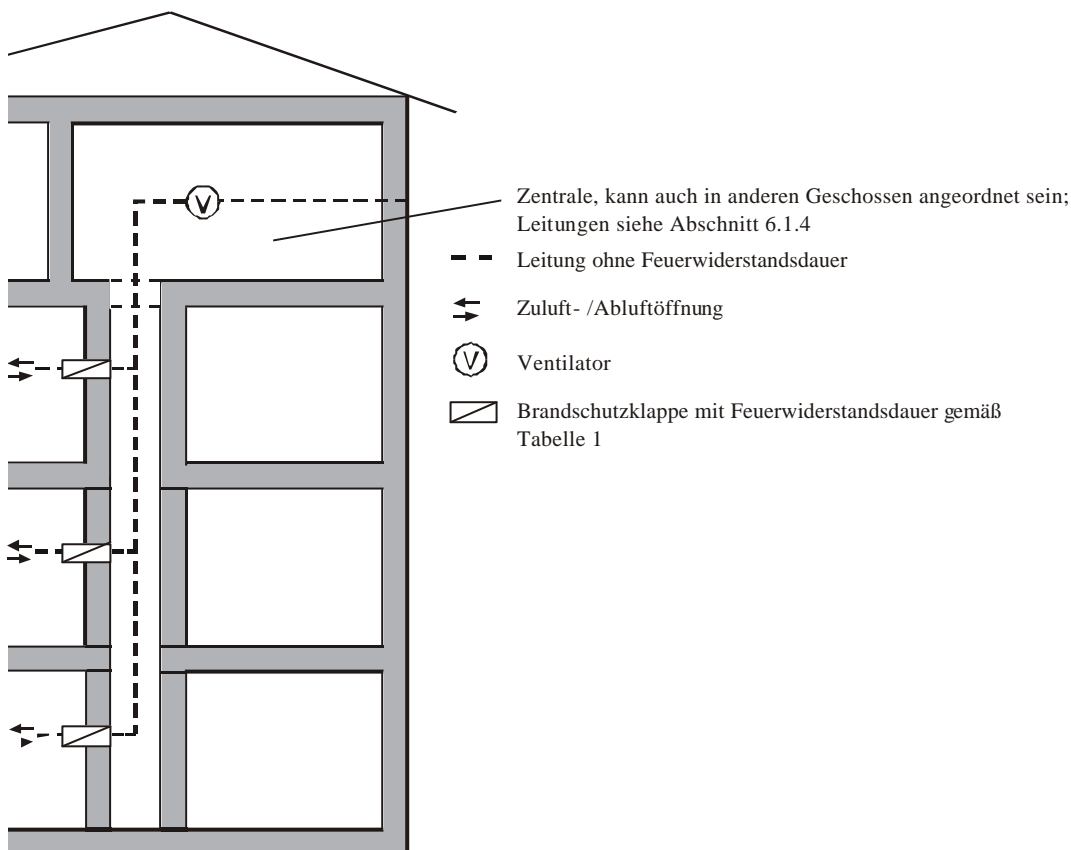 V
Zentrale, kann auch in anderen Geschossen angeordnet sein;
Leitungen siehe Abschnitt 6.1.4
Leitung ohne Feuerwiderstandsdauer
Zuluft- /Abluftöffnung
V Ventilator
Brandschutzklappe mit Feuerwiderstandsdauer gemäß
Tabelle 1